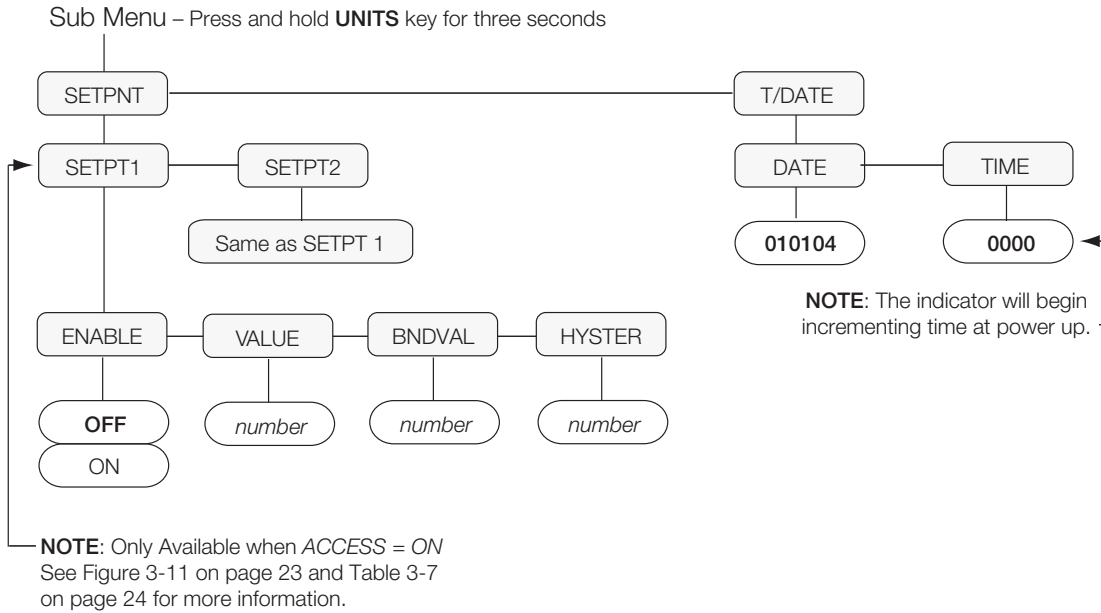 Sub Menu – Press and hold UNITS key for three seconds
SETPNT
T/DATE
SETPT1
SETPT2
DATE
TIME
Same as SETPT 1
010104
0000
NOTE: The indicator will begin
incrementing time at power up.
ENABLE
VALUE
BNDVAL
HYSTER
OFF
number
number
number
ON
NOTE: Only Available when ACCESS = ON
See Figure 3-11 on page 23 and Table 3-7
on page 24 for more information.